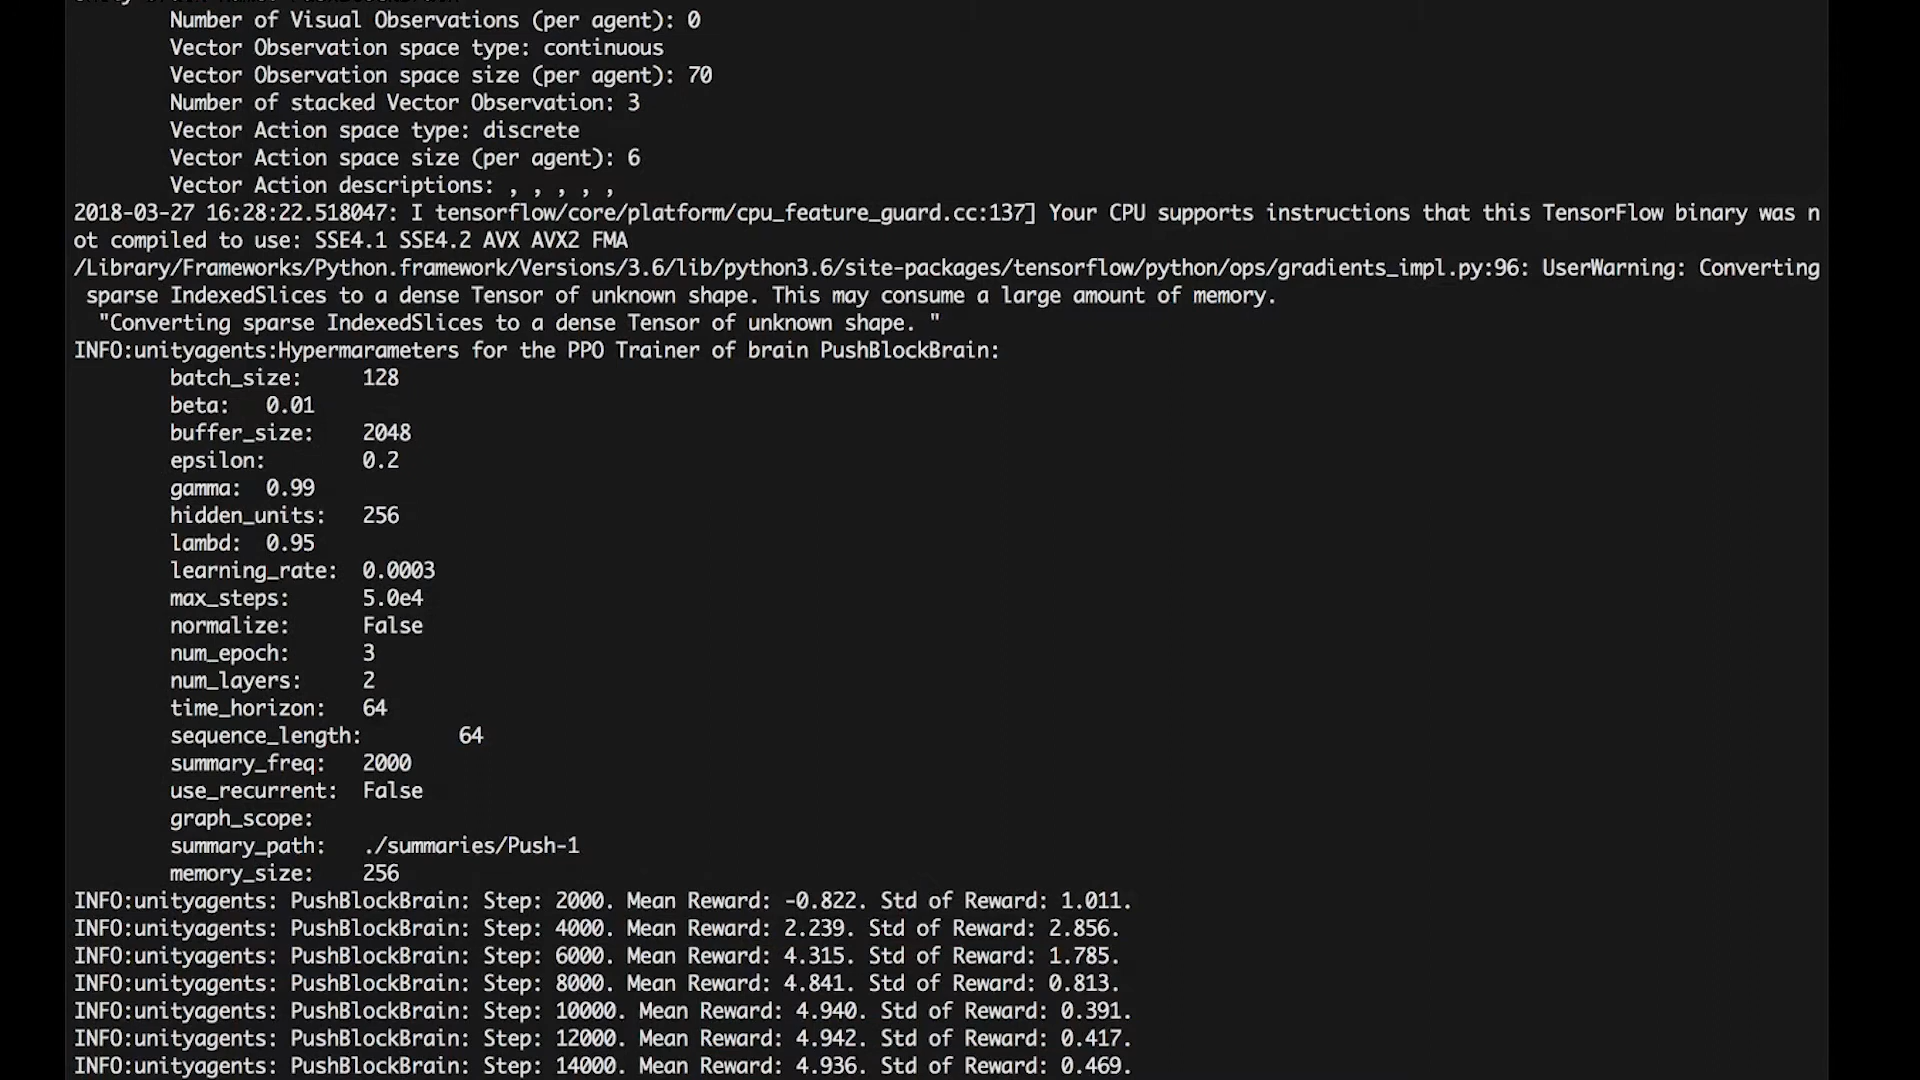 Number of Visual Observations (per agent): 0
Vector Observation space type: continuous
Vector Observation space size (per agent): 70
Number of stacked Vector Observation: 3
Vector Action space type: discrete
Vector Action space size (per agent): 6
Vector Action descriptions: , , , , ,
2018-03-27 16:28:22.518047: I tensorflow/core/platform/cpu_feature_guard.cc:137] Your CPU supports instructions that this TensorFlow binary was n
ot compiled to use: SSE4.1 SSE4.2 AVX AVX2 FMA
/Library/Frameworks/Python.framework/Versions/3.6/lib/python3.6/site-packages/tensorflow/python/ops/gradients_impl.py:96: UserWarning: Converting
sparse IndexedSlices to a dense Tensor of unknown shape. This may consume a large amount of memory.
"Converting sparse IndexedSlices to a dense Tensor of unknown shape. "
INFO:unityagents:Hypermarameters for the PPO Trainer of brain PushBlockBrain:
batch_size: 128
beta: 0.01
buffer_size: 2048
epsilon: 0.2
gamma: 0.99
hidden_units: 256
lambd: 0.95
learning_rate: 0.0003
max_steps: 5.0e4
normalize: False
num_epoch: 3
num_layers: 2
time_horizon: 64
sequence_length: 64
summary_freq: 2000
use_recurrent: False
graph_scope:
summary_path: ./summaries/Push-1
memory_size: 256
INFO:unityagents: PushBlockBrain: Step: 2000. Mean Reward: -0.822. Std of Reward: 1.011.
INFO:unityagents: PushBlockBrain: Step: 4000. Mean Reward: 2.239. Std of Reward: 2.856.
INFO:unityagents: PushBlockBrain: Step: 6000. Mean Reward: 4.315. Std of Reward: 1.785.
INFO:unityagents: PushBlockBrain: Step: 8000. Mean Reward: 4.841. Std of Reward: 0.813.
INFO:unityagents: PushBlockBrain: Step: 10000. Mean Reward: 4.940. Std of Reward: 0.391.
INFO:unityagents: PushBlockBrain: Step: 12000. Mean Reward: 4.942. Std of Reward: 0.417.
INFO:unityagents: PushBlockBrain: Step: 14000. Mean Reward: 4.936. Std of Reward: 0.469.